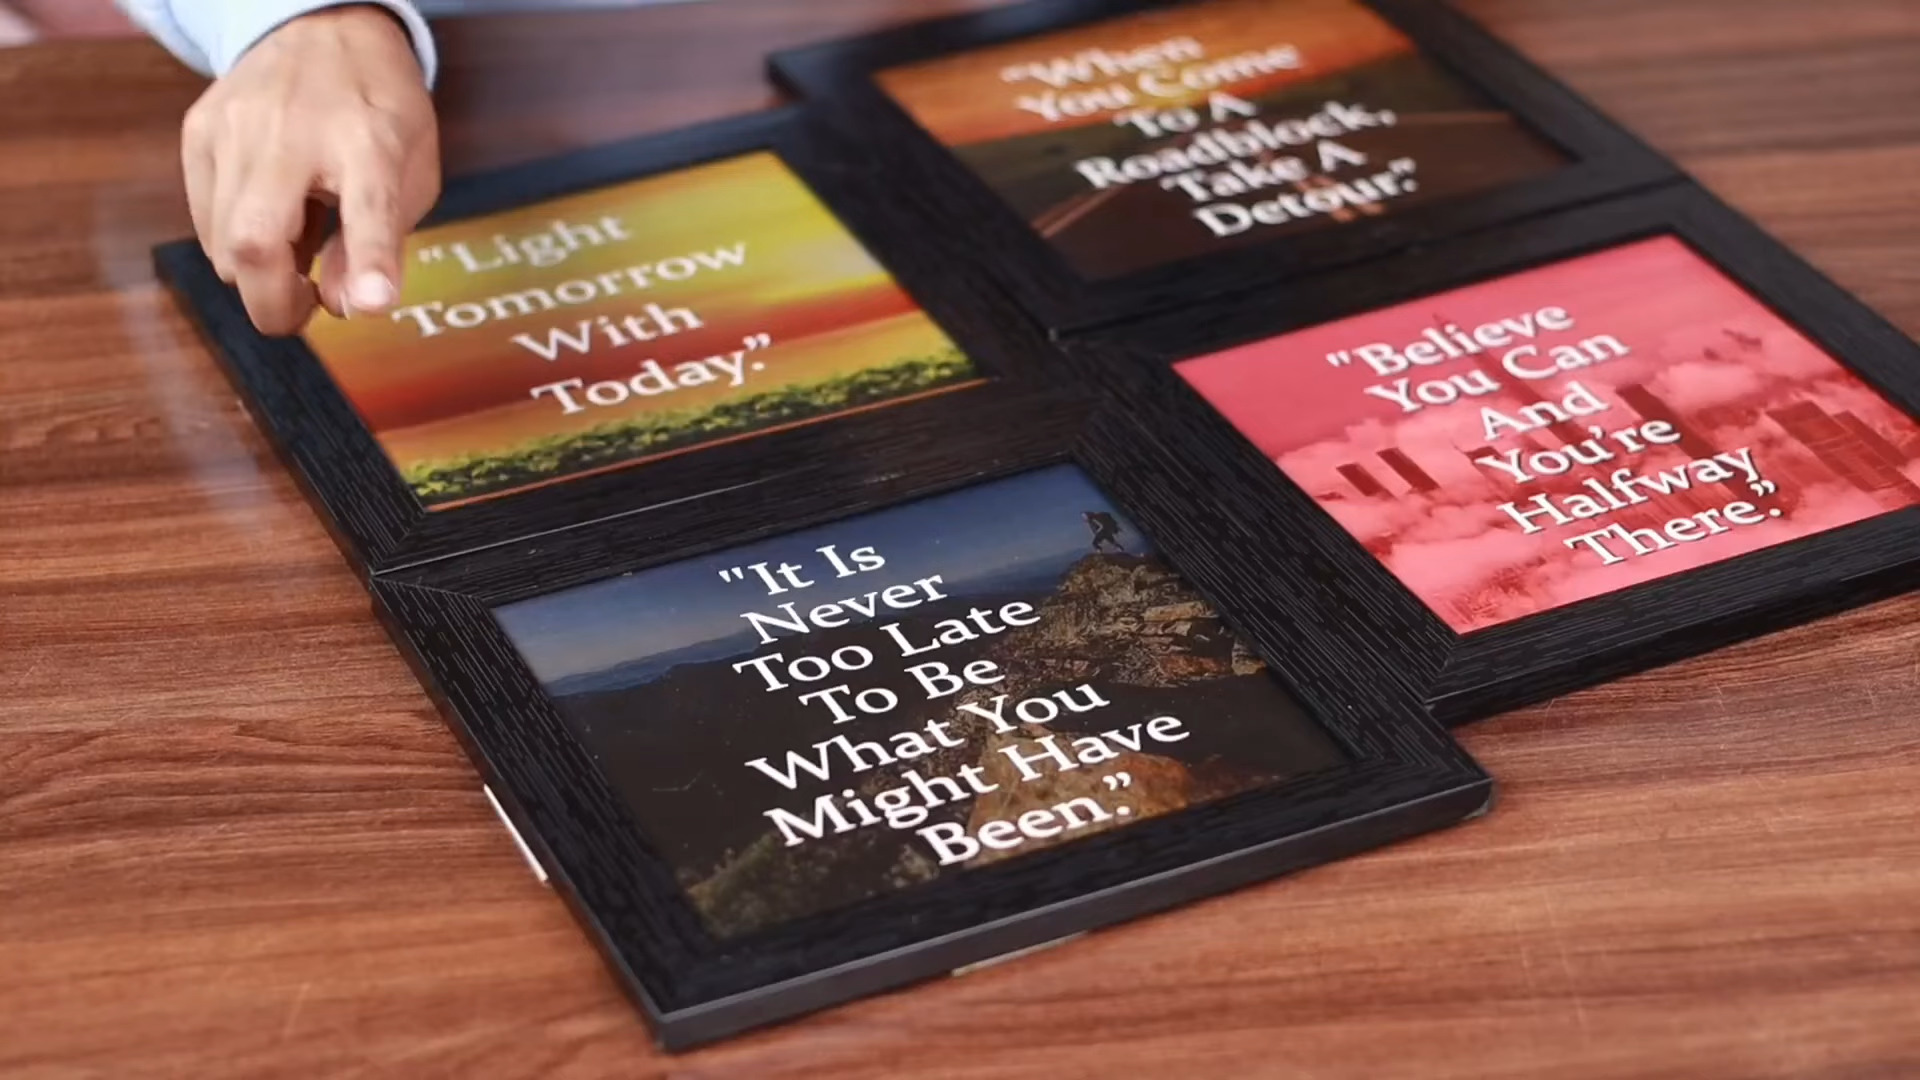 "When
You Come
To A
Roadblock,
Take A
Detour."
"Light
Tomorrow
With
Today.”
"Believe
You Can
And
You’re
Halfway
There.”
"It Is
Never
Too Late
To Be
What You
Might Have
Been.”